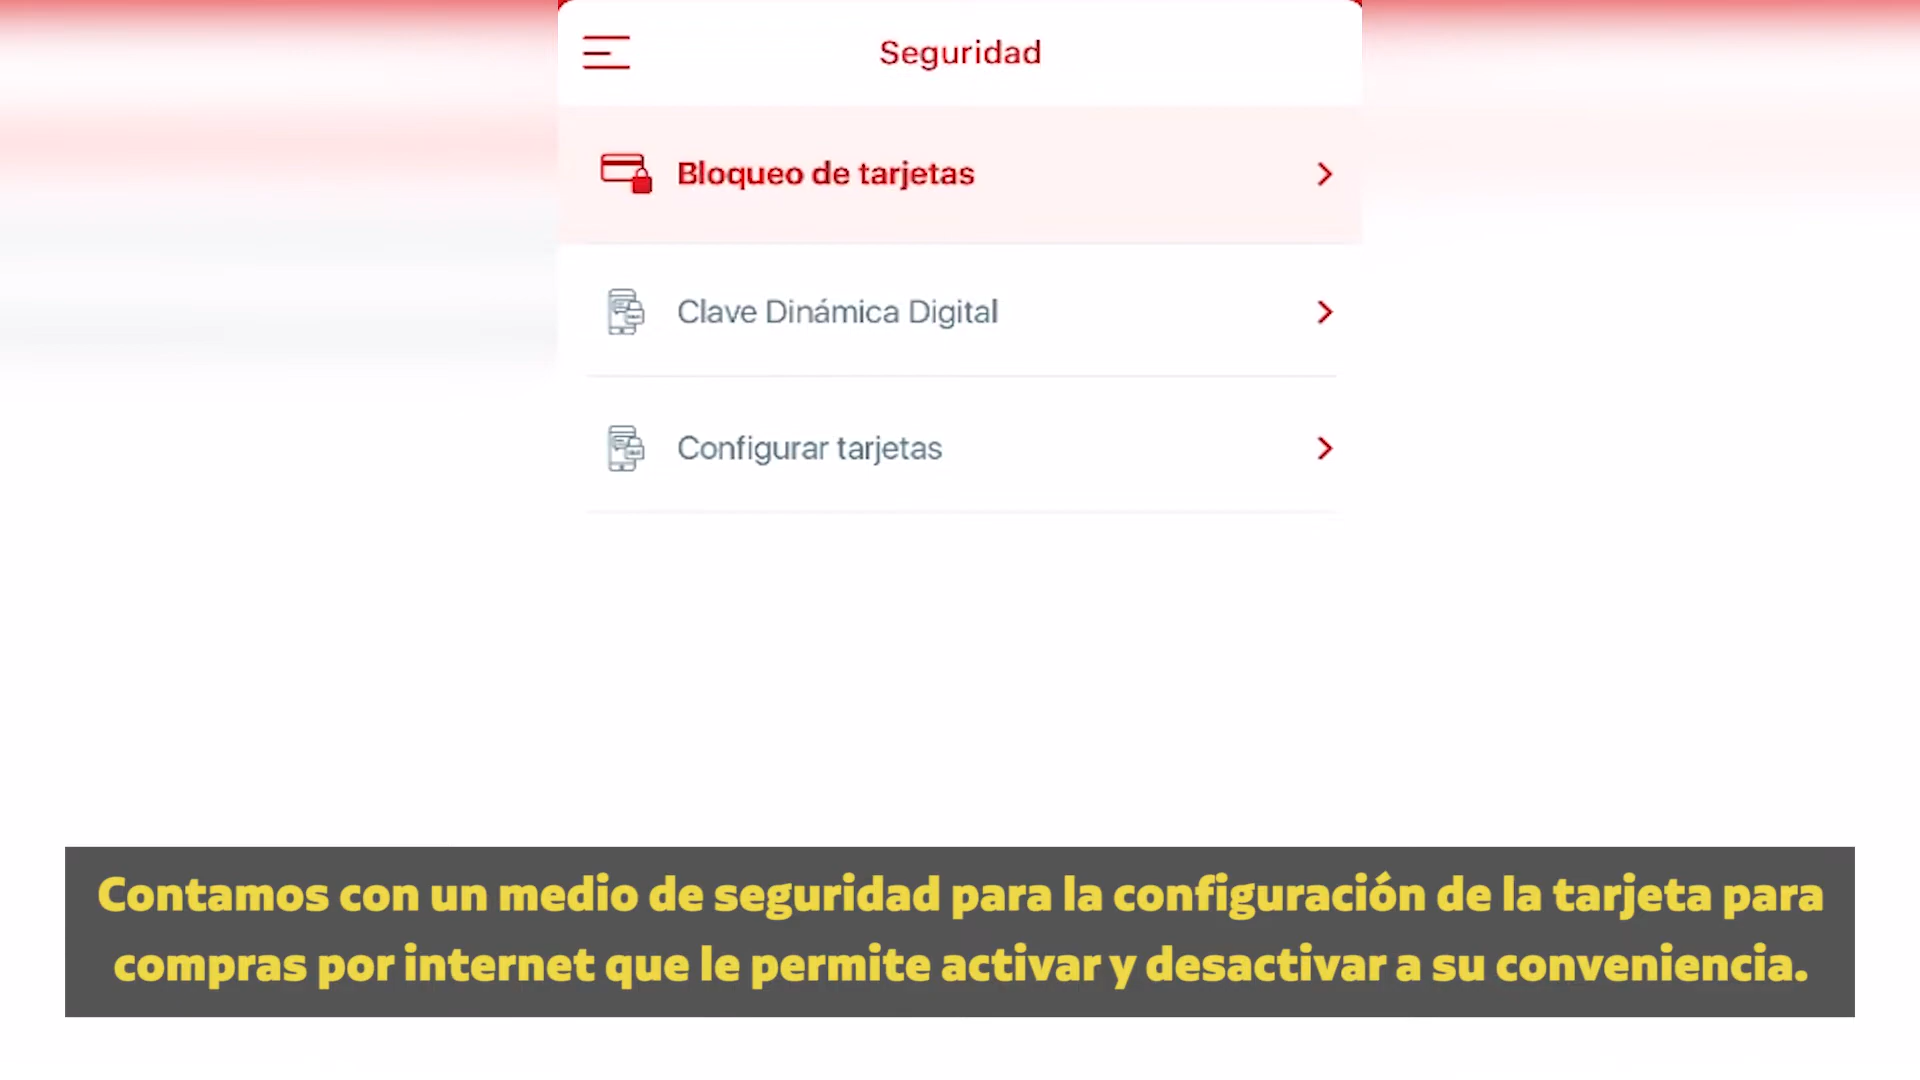 Seguridad
Bloqueo de tarjetas
Clave Dinámica Digital
Configurar tarjetas
Contamos con un medio de seguridad para la configuración de la tarjeta para
compras por internet que le permite activar y desactivar a su conveniencia.